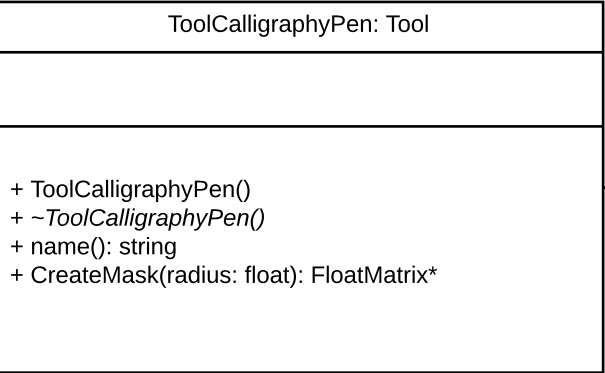 ToolCalligraphyPen: Tool
+ ToolCalligraphyPen()
+ ~ToolCalligraphyPen()
+ name(): string
+ CreateMask(radius: float): FloatMatrix*